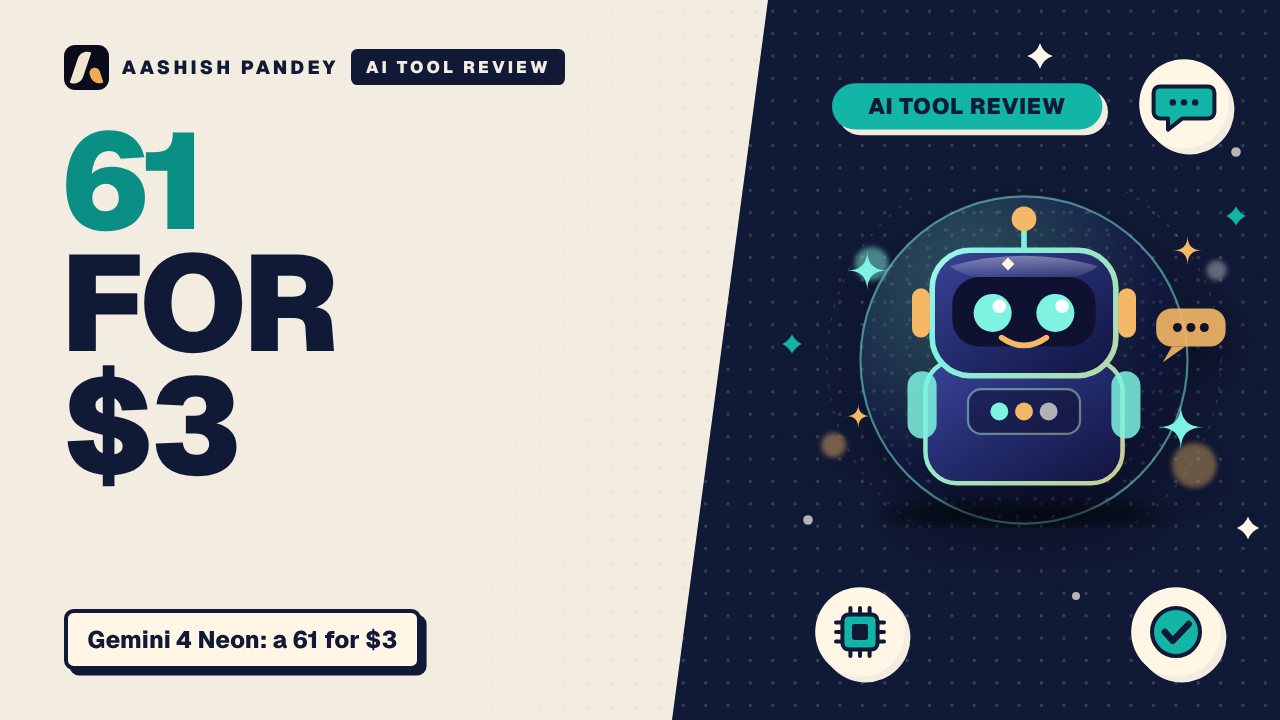 AASHISH PANDEY
AI TOOL REVIEW
61
FOR
$3
Gemini 4 Neon: a 61 for $3
AI TOOL REVIEW